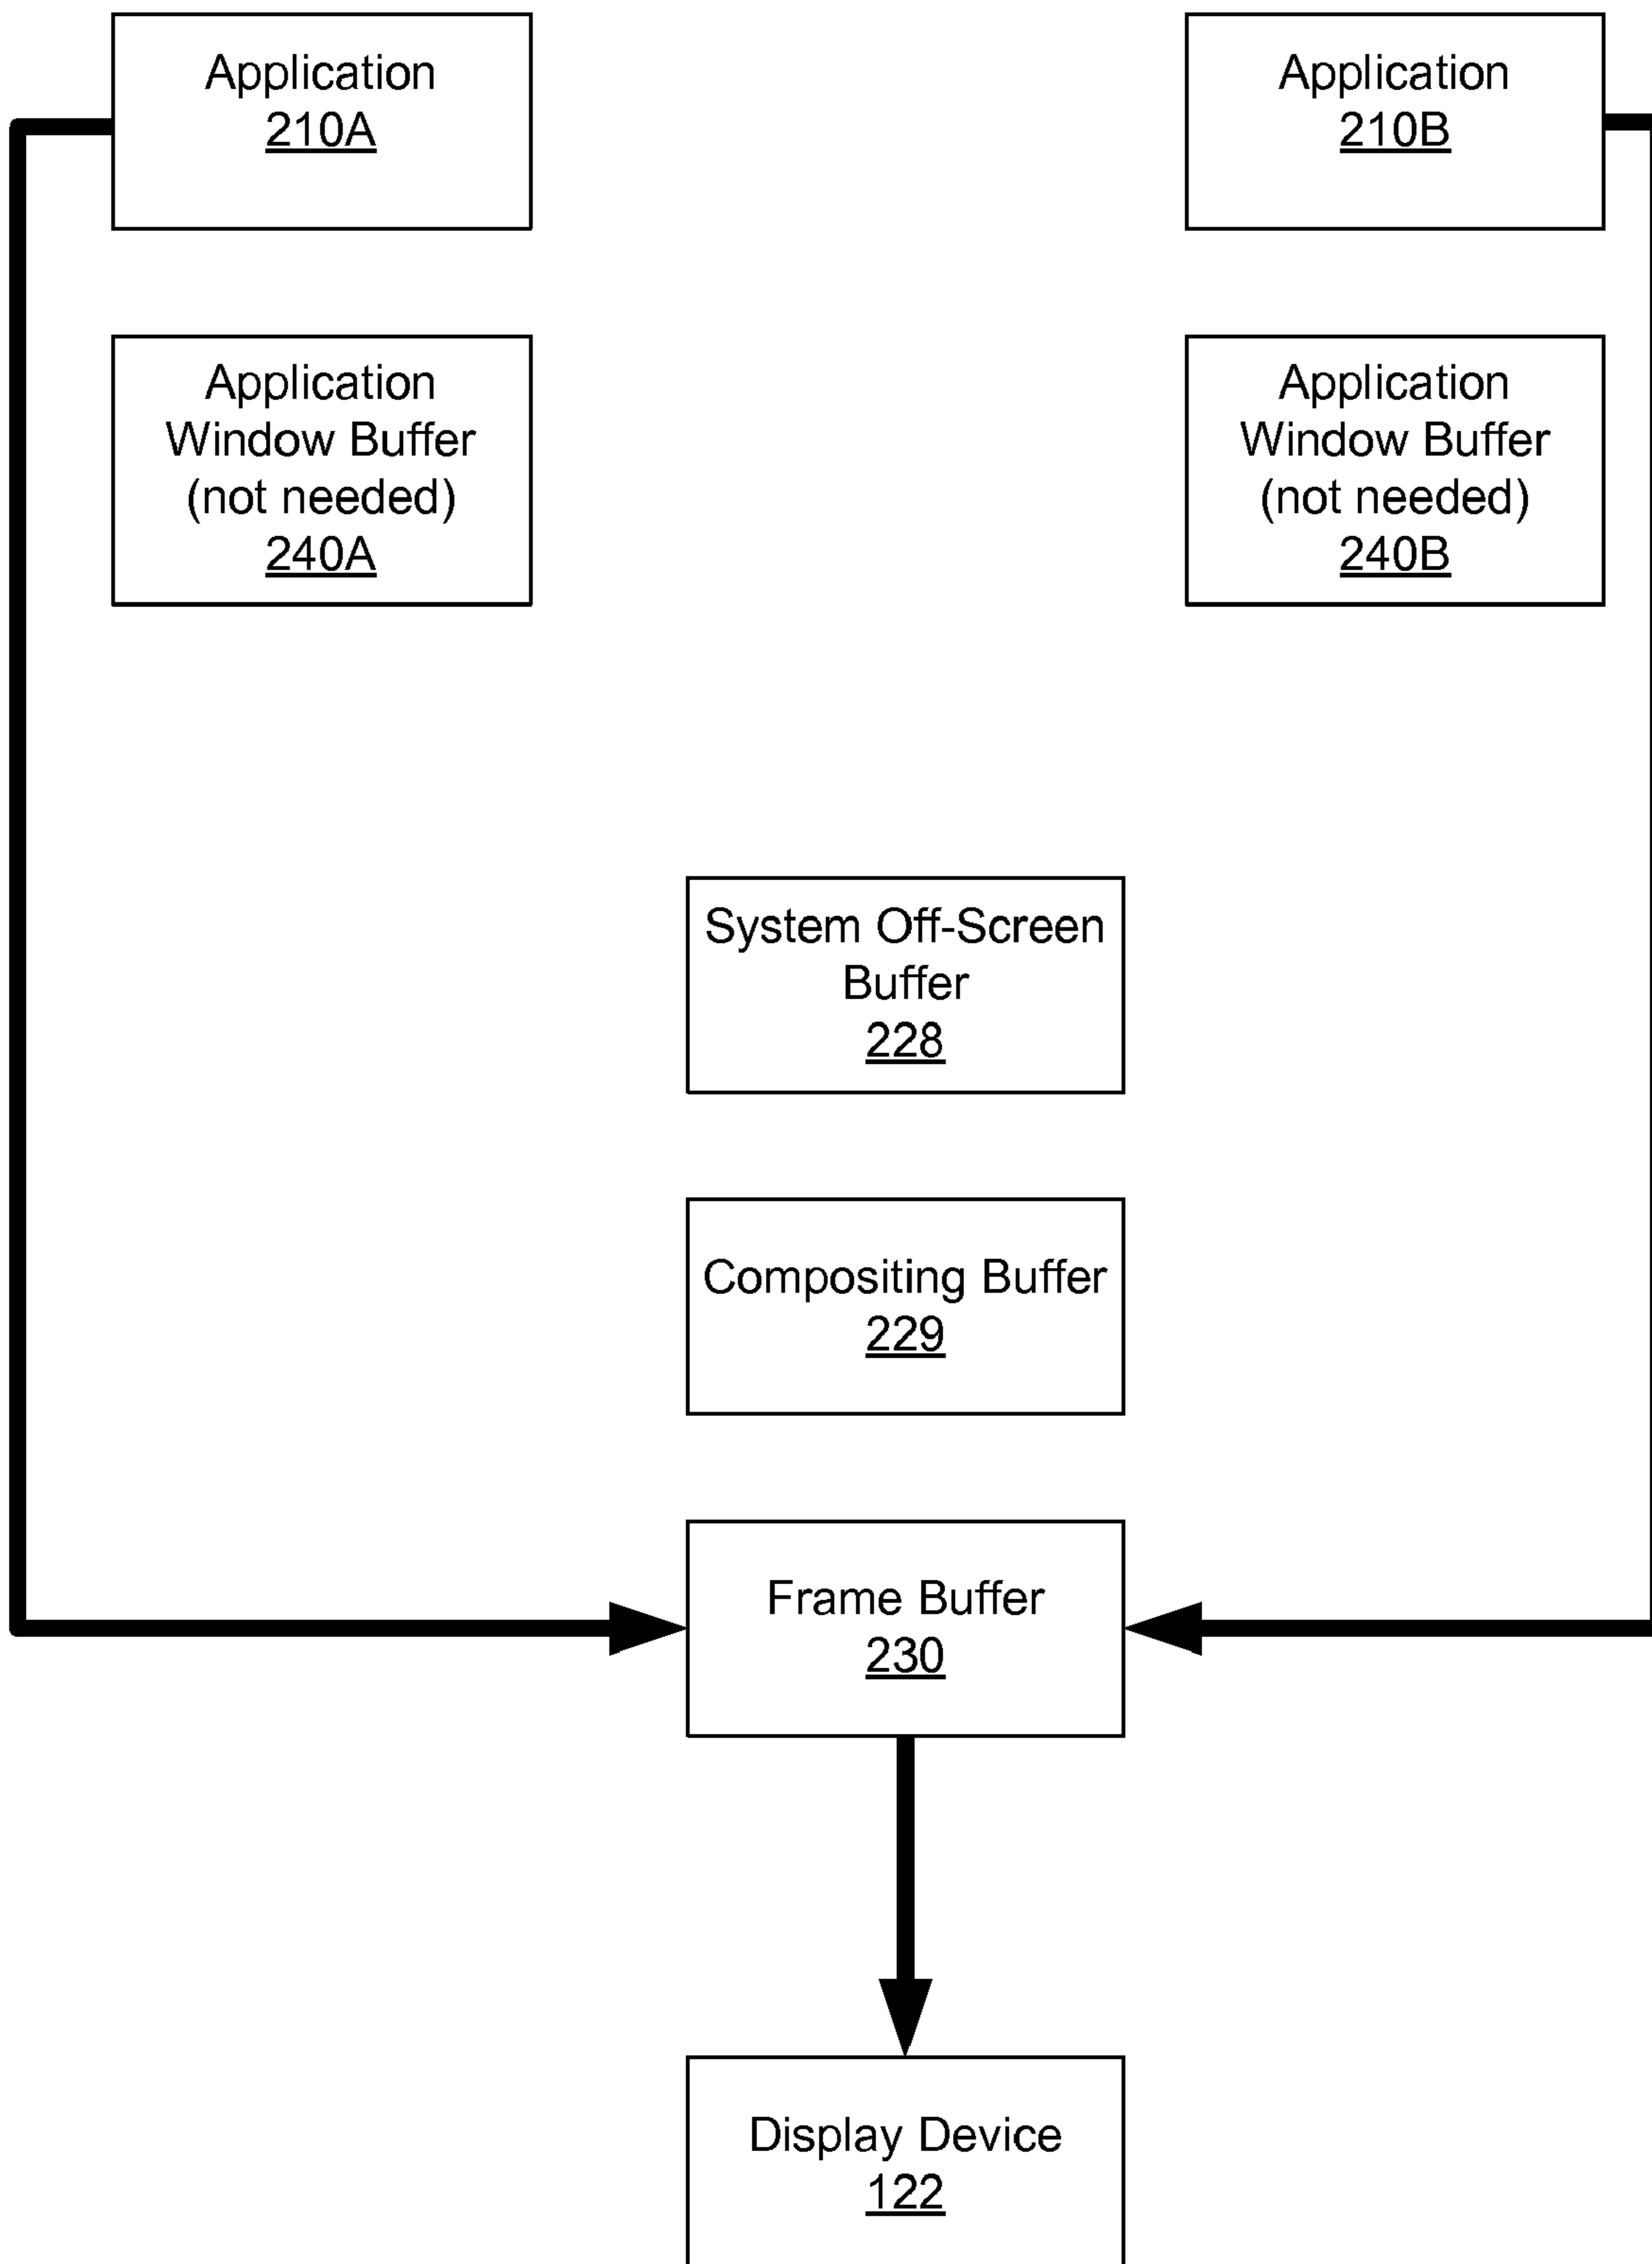 Application
210A
Application
210B
Application
Window Buffer
(not needed)
240A
Application
Window Buffer
(not needed)
240B
System Off-Screen
Buffer
228
Compositing Buffer
229
Frame Buffer
230
Display Device
122